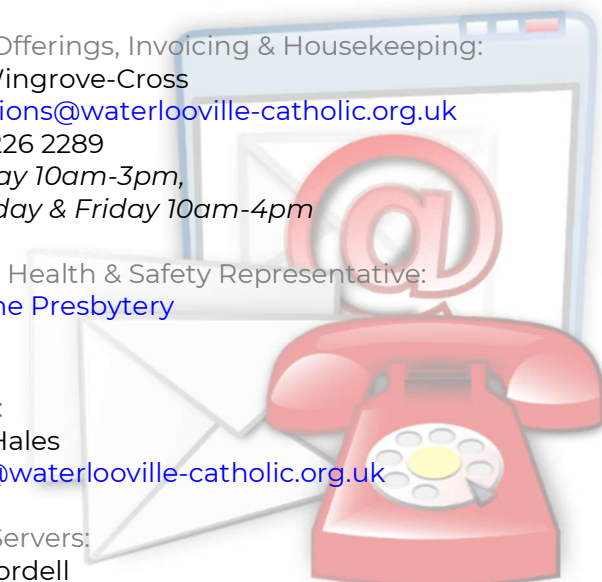 Offerings, Invoicing & Housekeeping:
Wingrove-Cross
ions@waterlooville-catholic.org.uk
226 2289
ay 10am-3pm,
day & Friday 10am-4pm
Health & Safety Representative:
he Presbytery
:
Hales
@waterlooville-catholic.org.uk
Servers:
ordell